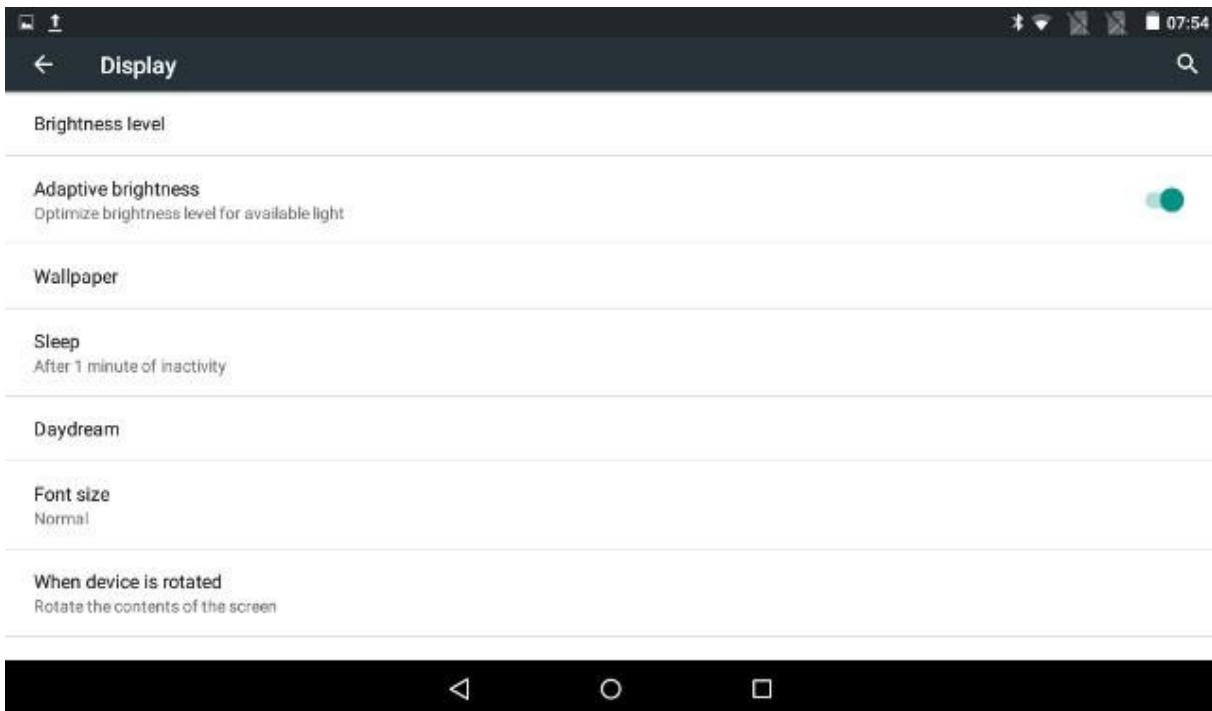 07:54
Display
Brightness level
Adaptive brightness
Optimize brightness level for available light
Wallpaper
Sleep
After 1 minute of inactivity
Daydream
Font size
Normal
When device is rotated
Rotate the contents of the screen